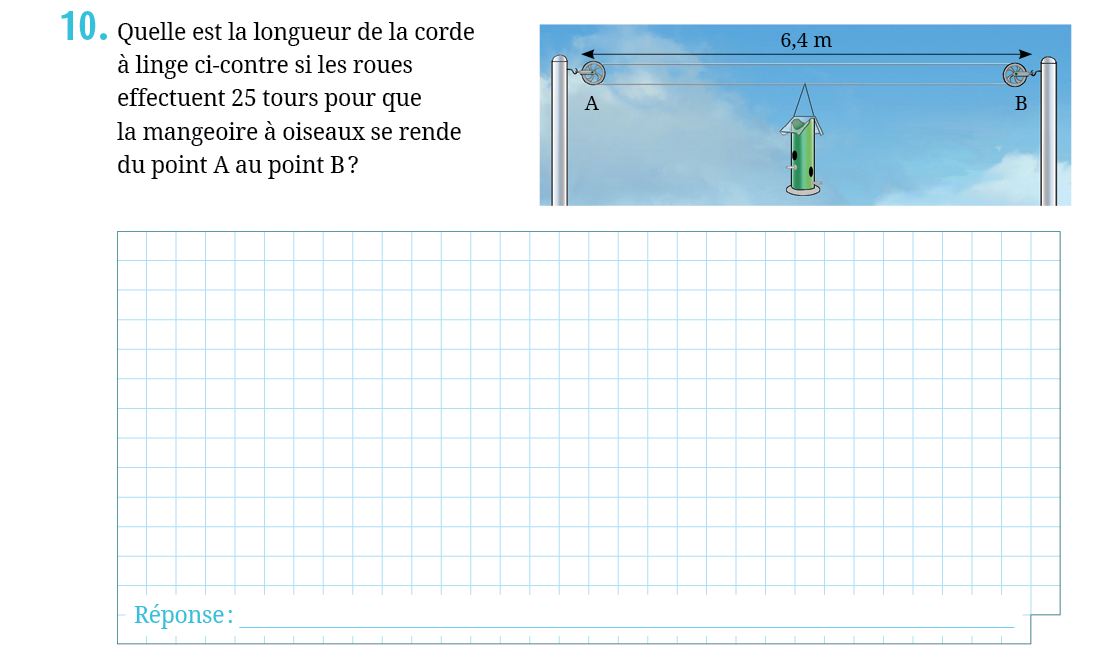 10. Quelle est la longueur de la corde
à linge ci-contre si les roues
effectuent 25 tours pour que
la mangeoire à oiseaux se rende
du point A au point B ?
6,4 m
A
B
Réponse :